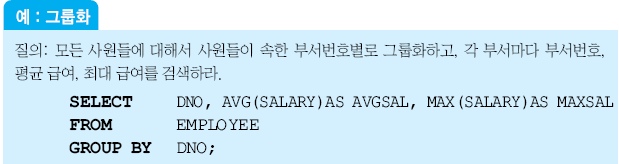 예 : 그룹화
질의: 모든 사원들에 대해서 사원들이 속한 부서번호별로 그룹화하고, 각 부서마다 부서번호,
평균 급여, 최대 급여를 검색하라.
SELECT DNO, AVG(SALARY)AS AVGSAL, MAX(SALARY)AS MAXSAL
FROM EMPLOYEE
GROUP BY DNO;